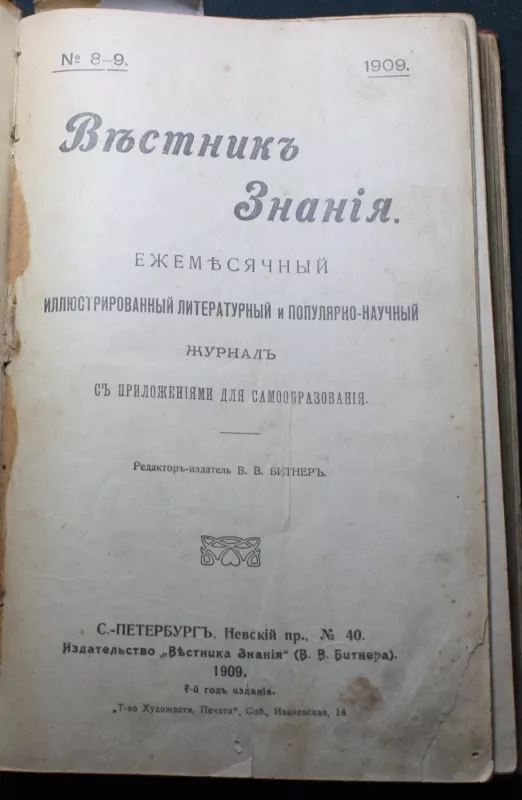 № 8–9.
1909.
Вѣстникъ
Знанія.
ЕЖЕМѢСЯЧНЫЙ
ИЛЛЮСТРИРОВАННЫЙ ЛИТЕРАТУРНЫЙ и ПОПУЛЯРНО-НАУЧНЫЙ
ЖУРНАЛЪ
СЪ ПРИЛОЖЕНІЯМИ ДЛЯ САМООБРАЗОВАНІЯ.
Редакторъ-издатель В. В. БИТНЕРЪ.
С.-ПЕТЕРБУРГЪ, Невскій пр., № 40.
Издательство „Вѣстника Знанія“ (В. В. Битнера).
1909.
7-й годъ изданія.
„Т-во Художеств. Печати“, Спб., Ивановская, 14